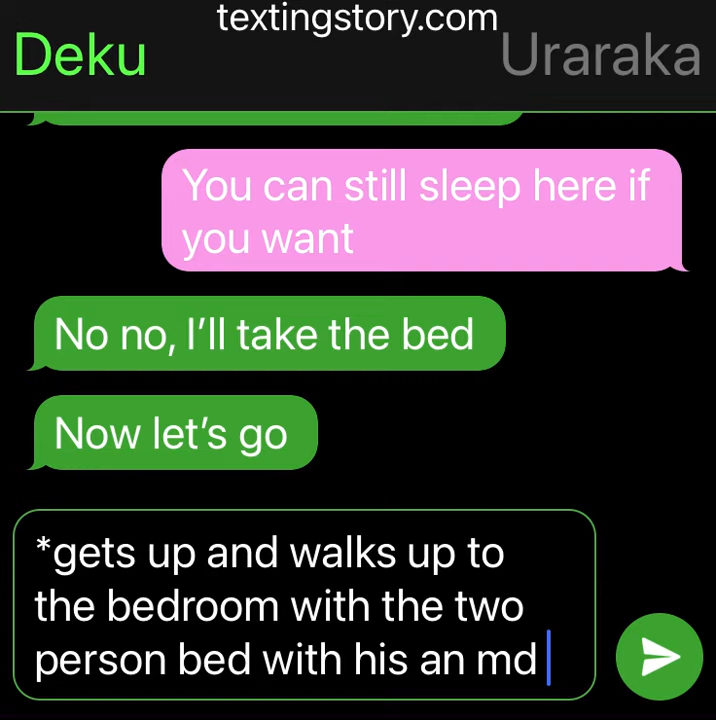 textingstory.com
Deku
Uraraka
You can still sleep here if
you want
No no, I’ll take the bed
Now let’s go
*gets up and walks up to
the bedroom with the two
person bed with his an md